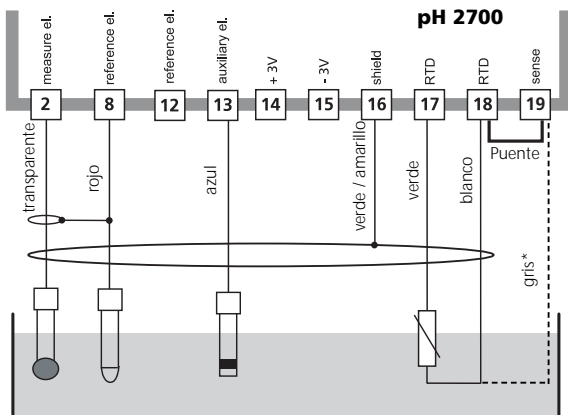 pH 2700
measure el.
reference el.
reference el.
auxiliary el.
+ 3V
- 3V
shield
RTD
RTD
sense
2
8
12
13
14
15
16
17
18
19
transparente
rojo
azul
verde / amarillo
verde
blanco
Puente
gris*